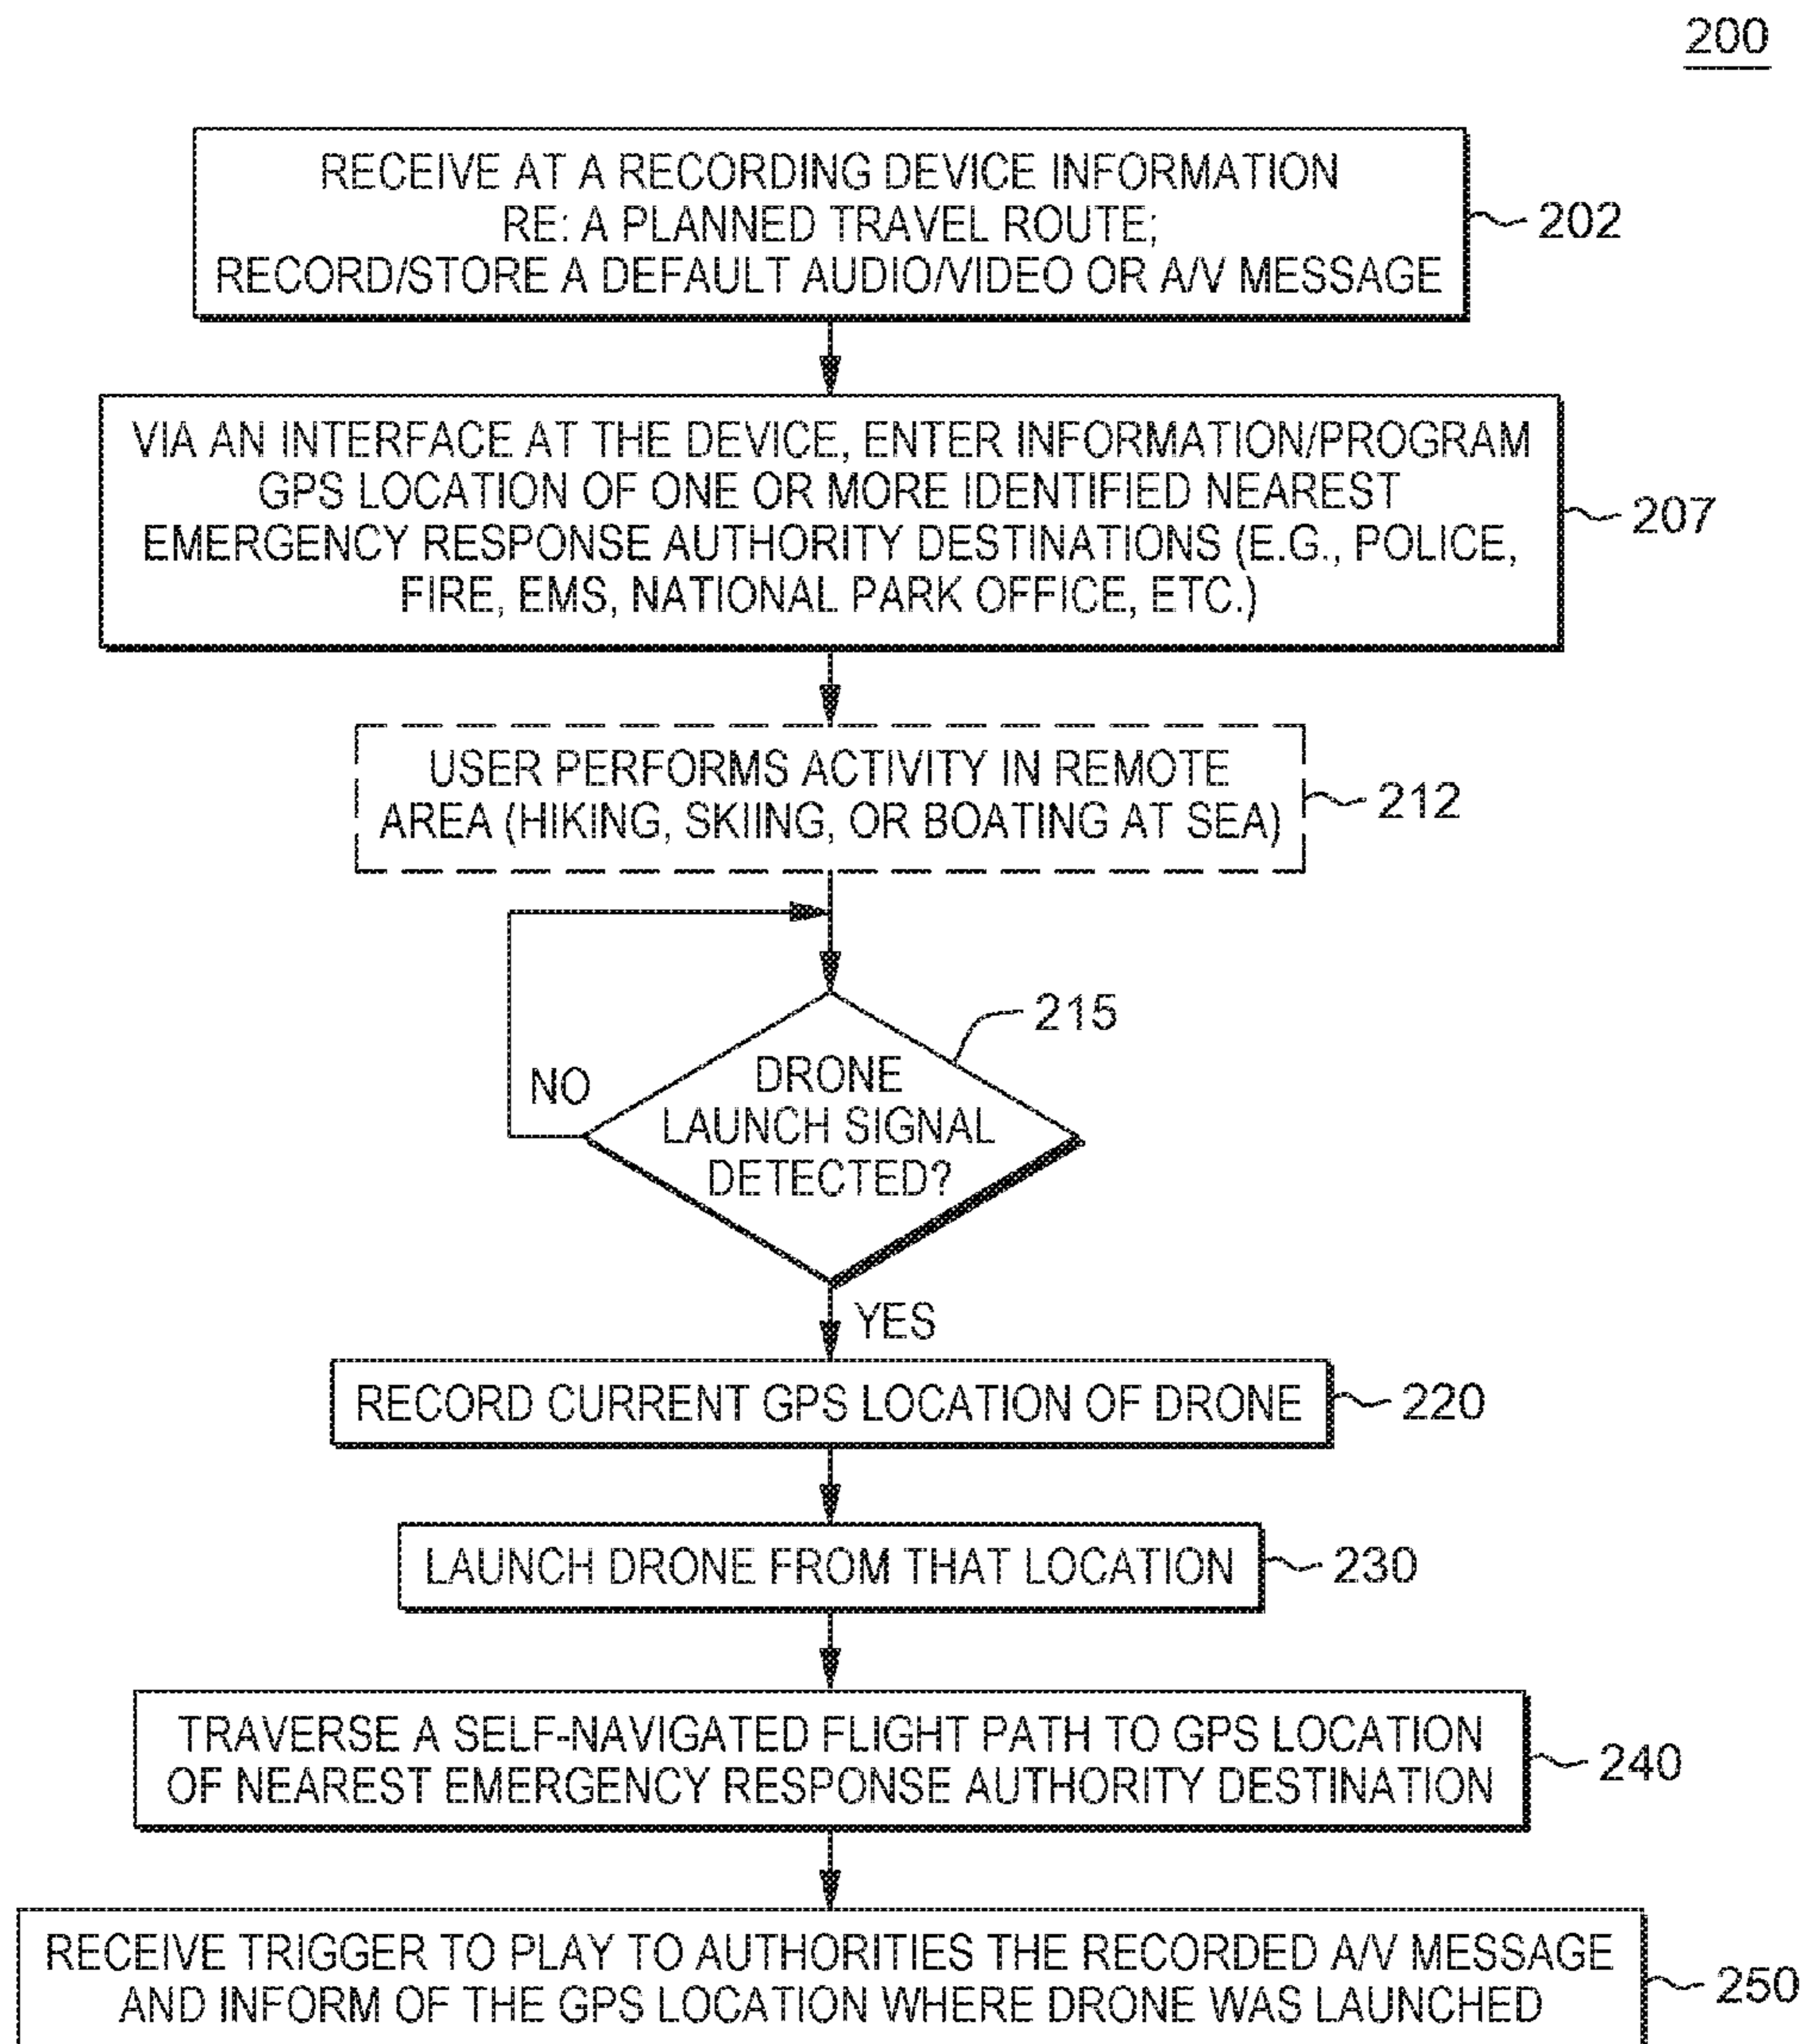 200
RECEIVE AT A RECORDING DEVICE INFORMATION
RE: A PLANNED TRAVEL ROUTE;
RECORD/STORE A DEFAULT AUDIO/VIDEO OR A/V MESSAGE
202
VIA AN INTERFACE AT THE DEVICE, ENTER INFORMATION/PROGRAM
GPS LOCATION OF ONE OR MORE IDENTIFIED NEAREST
EMERGENCY RESPONSE AUTHORITY DESTINATIONS (E.G., POLICE,
FIRE, EMS, NATIONAL PARK OFFICE, ETC.)
207
USER PERFORMS ACTIVITY IN REMOTE
AREA (HIKING, SKIING, OR BOATING AT SEA)
212
215
DRONE
LAUNCH SIGNAL
DETECTED?
NO
YES
RECORD CURRENT GPS LOCATION OF DRONE
220
LAUNCH DRONE FROM THAT LOCATION
230
TRAVERSE A SELF-NAVIGATED FLIGHT PATH TO GPS LOCATION
OF NEAREST EMERGENCY RESPONSE AUTHORITY DESTINATION
240
RECEIVE TRIGGER TO PLAY TO AUTHORITIES THE RECORDED A/V MESSAGE
AND INFORM OF THE GPS LOCATION WHERE DRONE WAS LAUNCHED
250